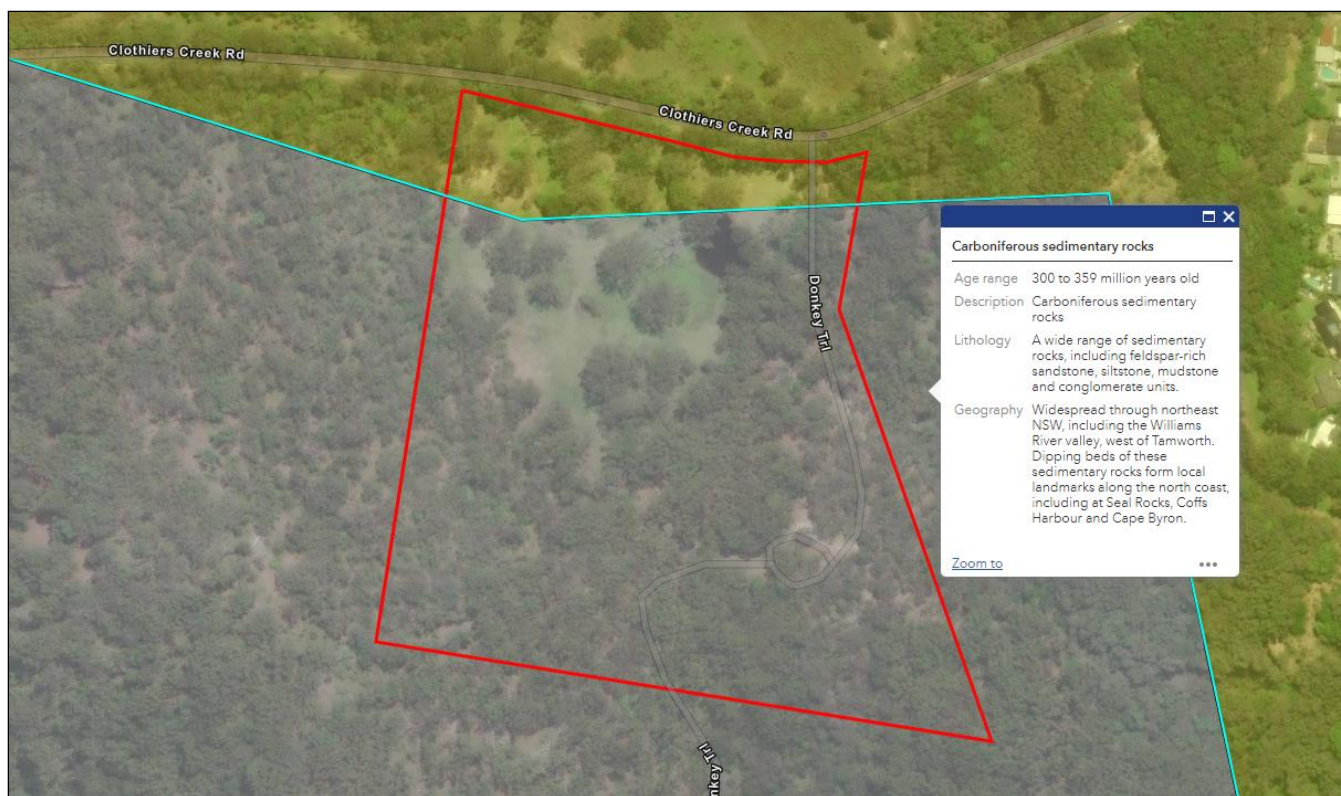 Clothiers Creek Rd
Clothiers Creek Rd
Donkey Trl
Carboniferous sedimentary rocks
Age range 300 to 359 million years old
Description Carboniferous sedimentary
rocks
Lithology A wide range of sedimentary
rocks, including feldspar-rich
sandstone, siltstone, mudstone
and conglomerate units.
Geography Widespread through northeast
NSW, including the Williams
River valley, west of Tamworth.
Dipping beds of these
sedimentary rocks form local
landmarks along the north coast,
including at Seal Rocks, Coffs
Harbour and Cape Byron.
Zoom to
nkey Trl